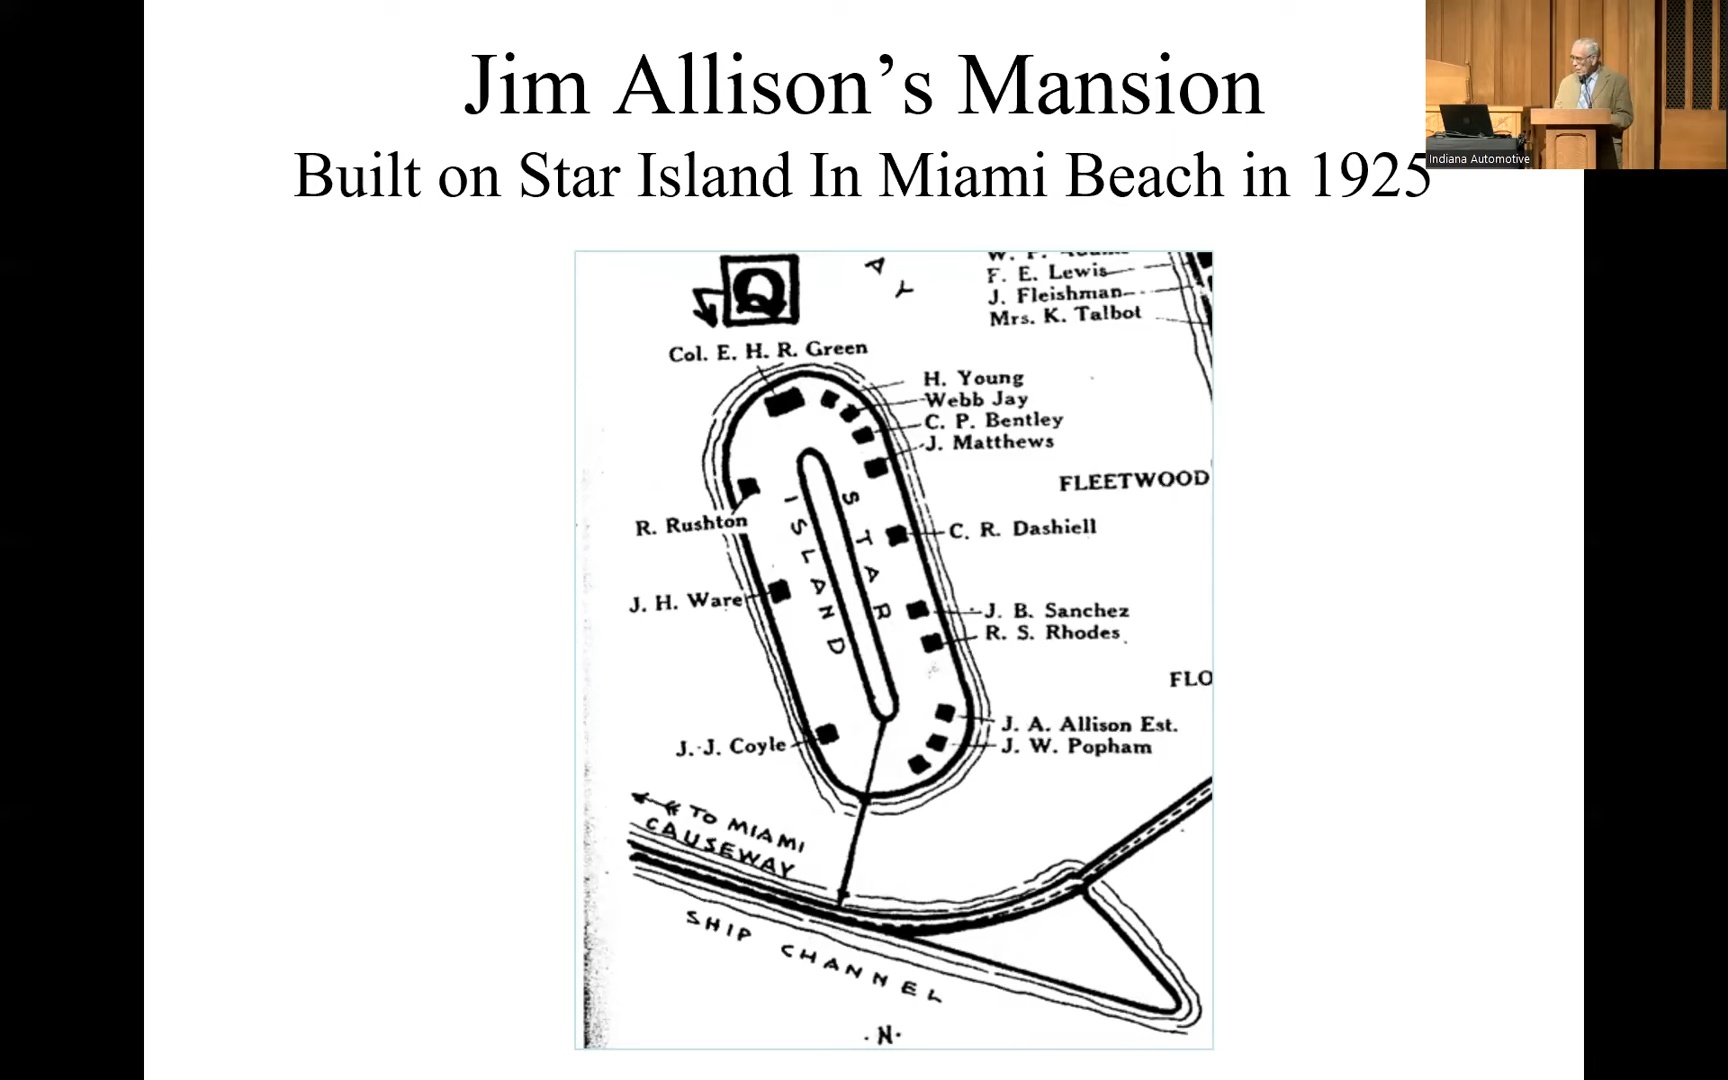 Jim Allison’s Mansion
Built on Star Island In Miami Beach in 1925
Indiana Automotive
Q
A Y
F. E. Lewis
J. Fleishman
Mrs. K. Talbot
Col. E. H. R. Green
H. Young
Webb Jay
C. P. Bentley
J. Matthews
FLEETWOOD
STAR
ISLAND
R. Rushton
C. R. Dashiell
J. H. Ware
J. B. Sanchez
R. S. Rhodes
FLO
J. A. Allison Est.
J. W. Popham
J. J. Coyle
TO MIAMI
CAUSEWAY
SHIP CHANNEL
N